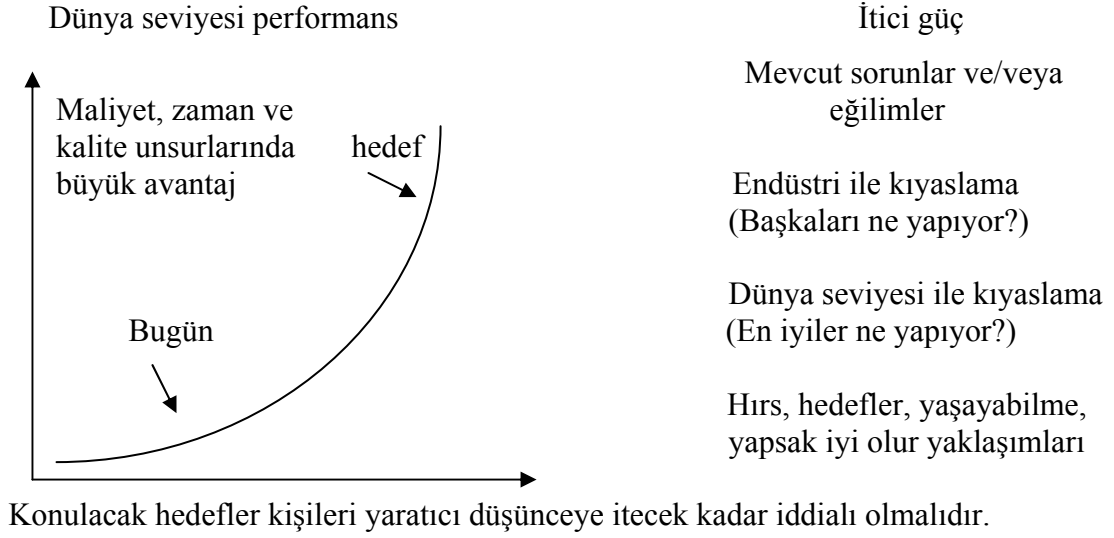 Dünya seviyesi performans
Maliyet, zaman ve
kalite unsurlarında
büyük avantaj
hedef
Bugün
İtici güç
Mevcut sorunlar ve/veya
eğilimler
Endüstri ile kıyaslama
(Başkaları ne yapıyor?)
Dünya seviyesi ile kıyaslama
(En iyiler ne yapıyor?)
Hırs, hedefler, yaşayabilme,
yapsak iyi olur yaklaşımları
Konulacak hedefler kişileri yaratıcı düşünceye itecek kadar iddialı olmalıdır.